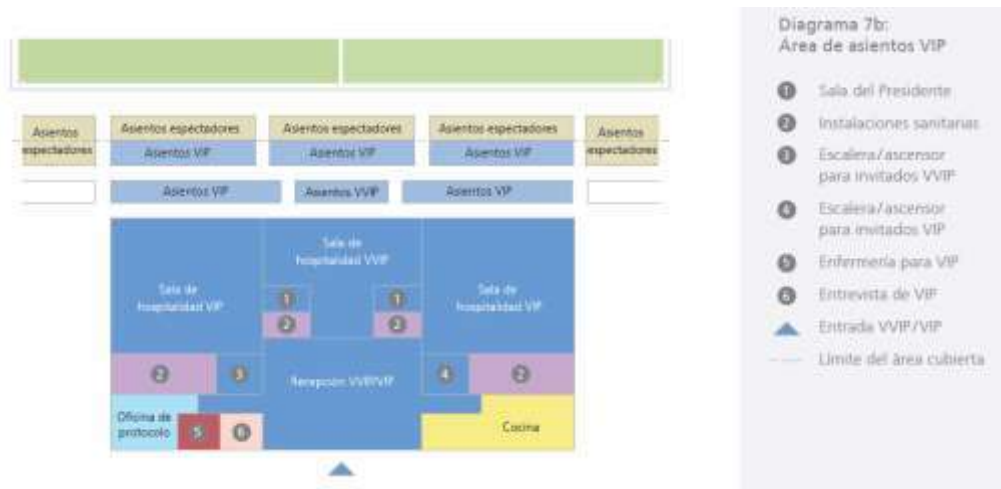 Diagrama 7b:
Área de asientos VIP
1 Sala del Presidente
2 Instalaciones sanitarias
3 Escalera/ascensor
para invitados VVIP
4 Escalera/ascensor
para invitados VIP
5 Enfermería para VIP
6 Entrevista de VIP
Entrada VVIP/VIP
Límite del área cubierta
Asientos espectadores
Asientos espectadores
Asientos espectadores
Asientos
espectadores
Asientos
espectadores
Asientos VIP
Asientos VIP
Asientos VIP
Asientos VIP
Asientos VVIP
Asientos VIP
Sala de
hospitalidad VVIP
Sala de
hospitalidad VIP
Sala de
hospitalidad VIP
1
1
2
2
2
3
Recepción VVIP/VIP
4
2
Oficina de
protocolo
5
6
Cocina